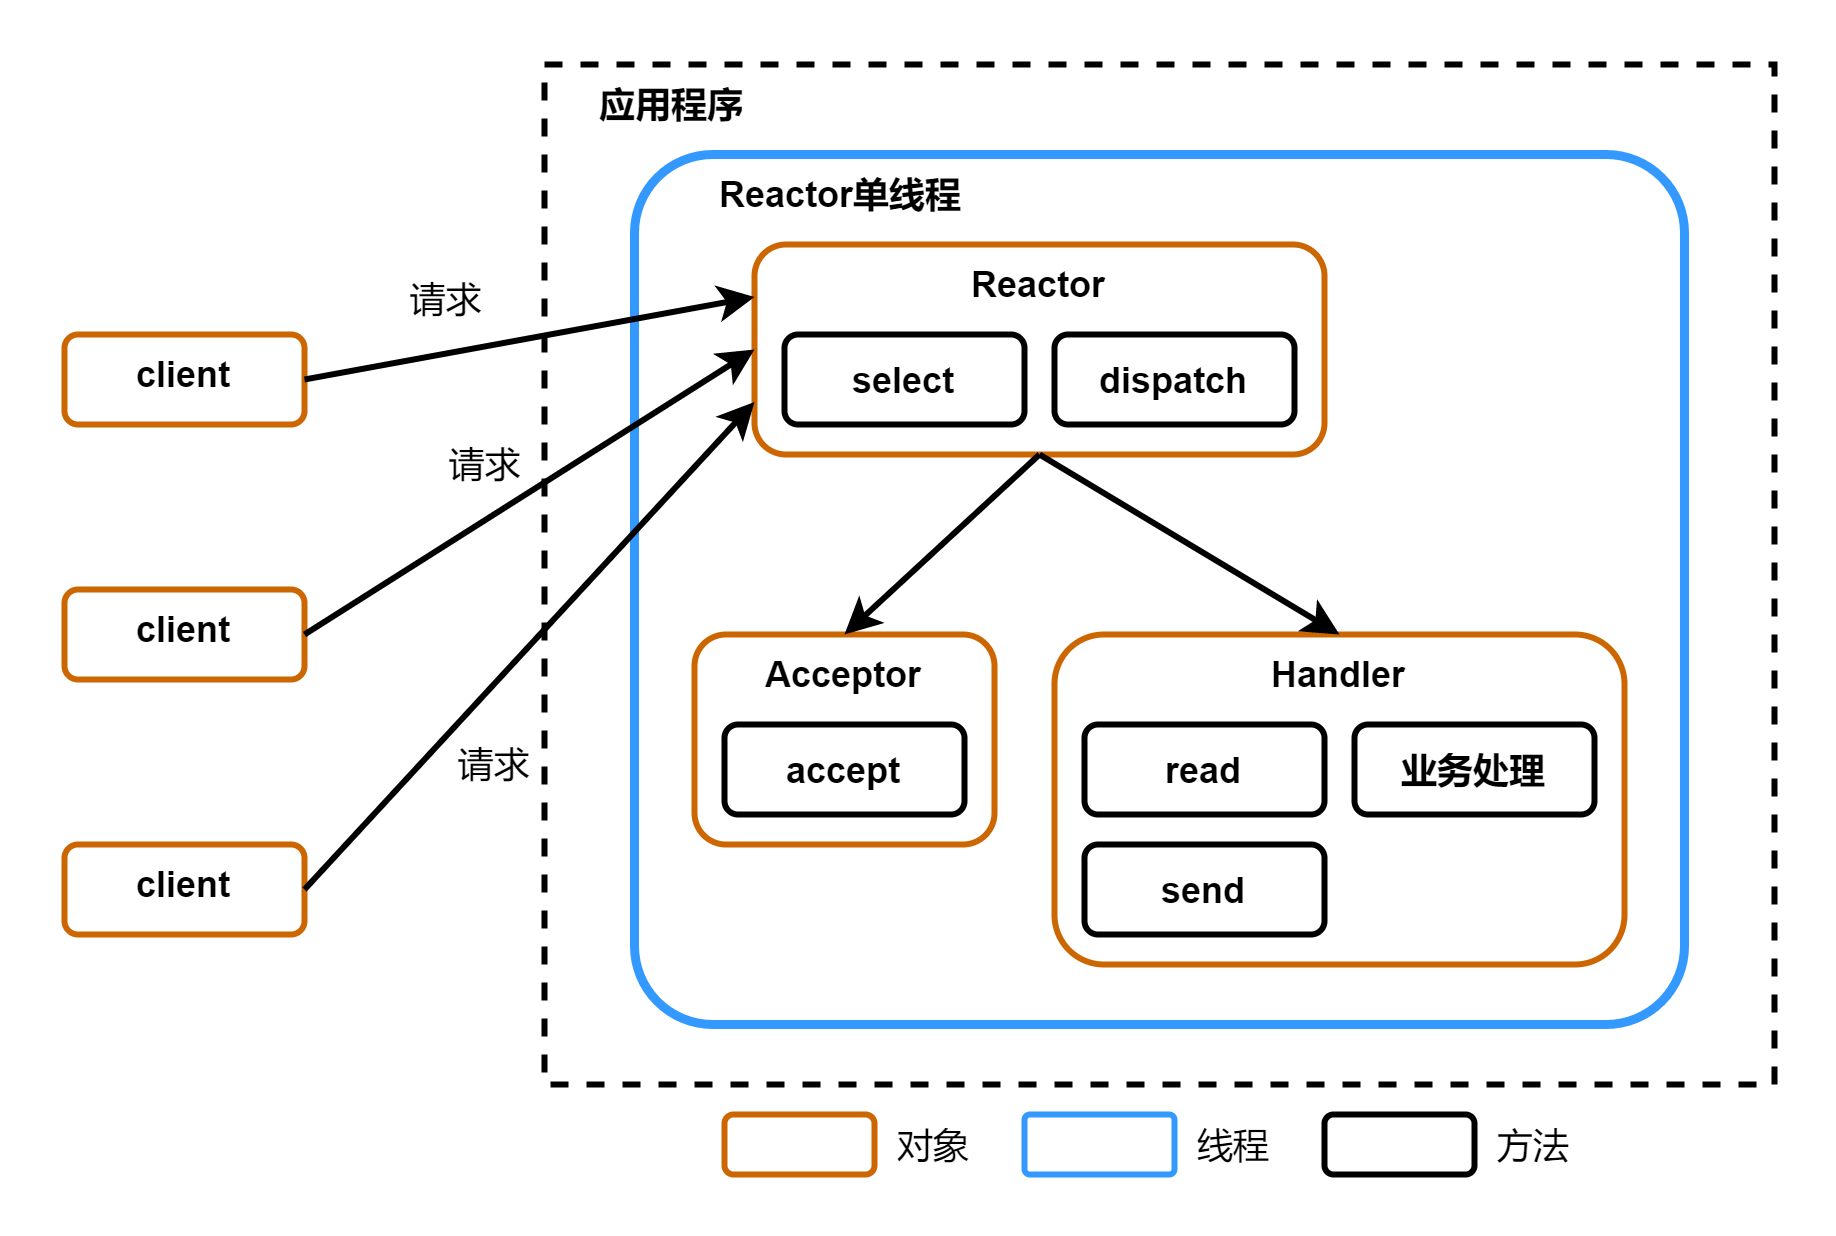 应用程序
Reactor单线程
Reactor
select
dispatch
请求
client
请求
client
请求
client
Acceptor
accept
Handler
read
业务处理
send
对象
线程
方法